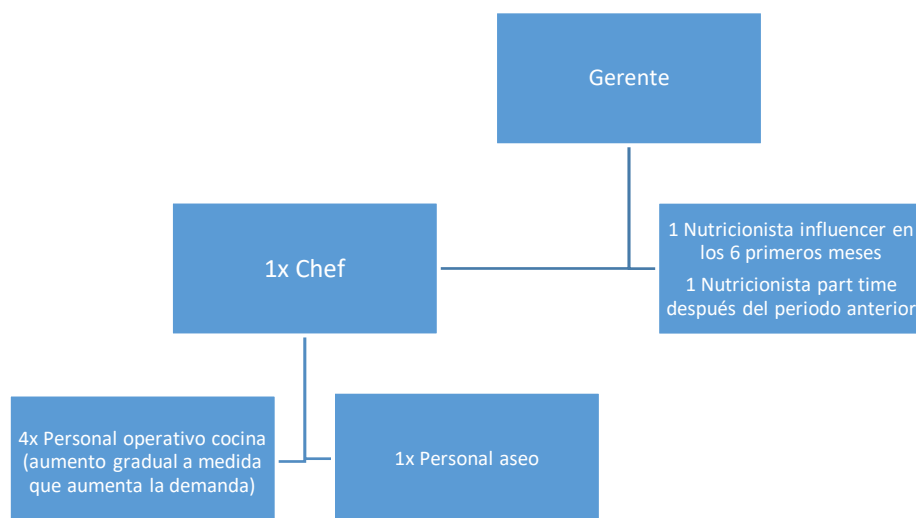 Gerente
1x Chef
1 Nutricionista influencer en
los 6 primeros meses
1 Nutricionista part time
después del periodo anterior
4x Personal operativo cocina
(aumento gradual a medida
que aumenta la demanda)
1x Personal aseo